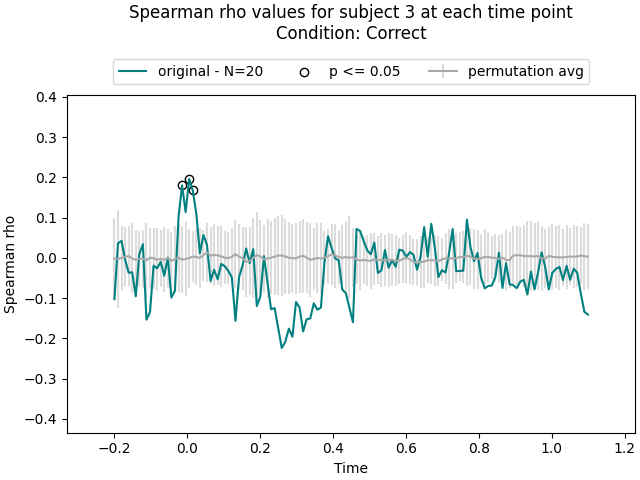 Spearman rho values for subject 3 at each time point
Condition: Correct
original - N=20
p <= 0.05
permutation avg
0.4
0.3
0.2
0.1
0.0
−0.1
−0.2
−0.3
−0.4
Spearman rho
−0.2
0.0
0.2
0.4
0.6
0.8
1.0
1.2
Time